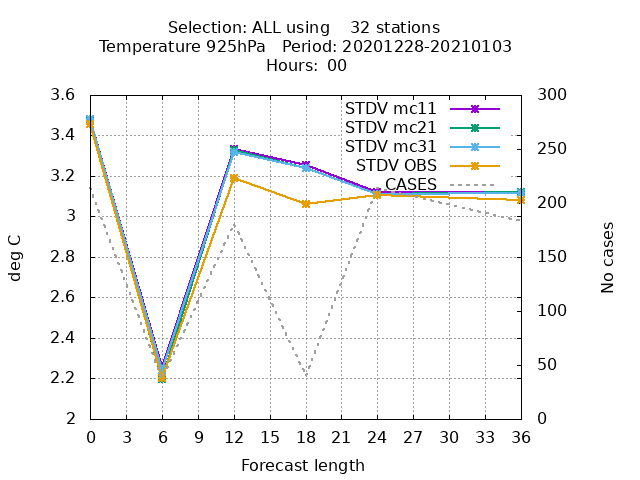 Selection: ALL using    32 stations
Temperature 925hPa   Period: 20201228-20210103
Hours:  00
STDV mc11
STDV mc21
STDV mc31
STDV OBS
CASES
3.6
3.4
3.2
3
2.8
2.6
2.4
2.2
2
300
250
200
150
100
50
0
deg C
No cases
0 3 6 9 12 15 18 21 24 27 30 33 36
Forecast length